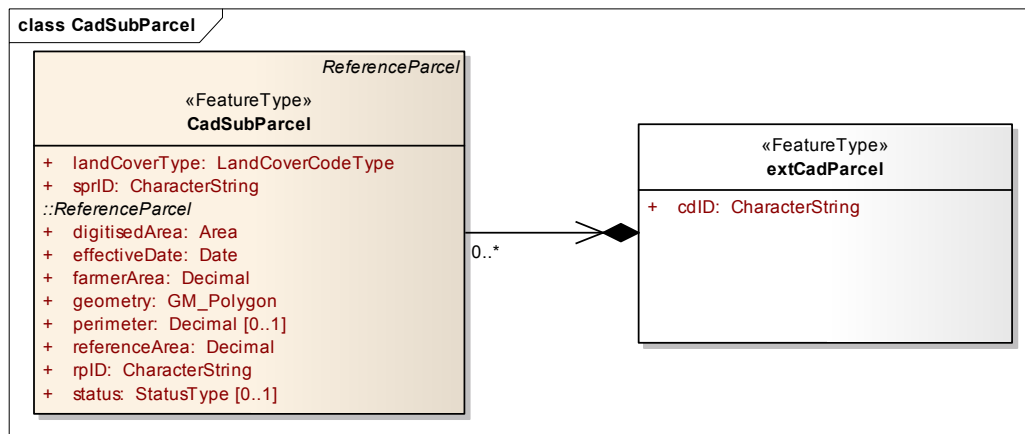 class CadSubParcel
ReferenceParcel
«FeatureType»
CadSubParcel
+ landCoverType: LandCoverCodeType
+ sprID: CharacterString
::ReferenceParcel
+ digitisedArea: Area
+ effectiveDate: Date
+ farmerArea: Decimal
+ geometry: GM_Polygon
+ perimeter: Decimal [0..1]
+ referenceArea: Decimal
+ rpID: CharacterString
+ status: StatusType [0..1]
0..*
«FeatureType»
extCadParcel
+ cdID: CharacterString